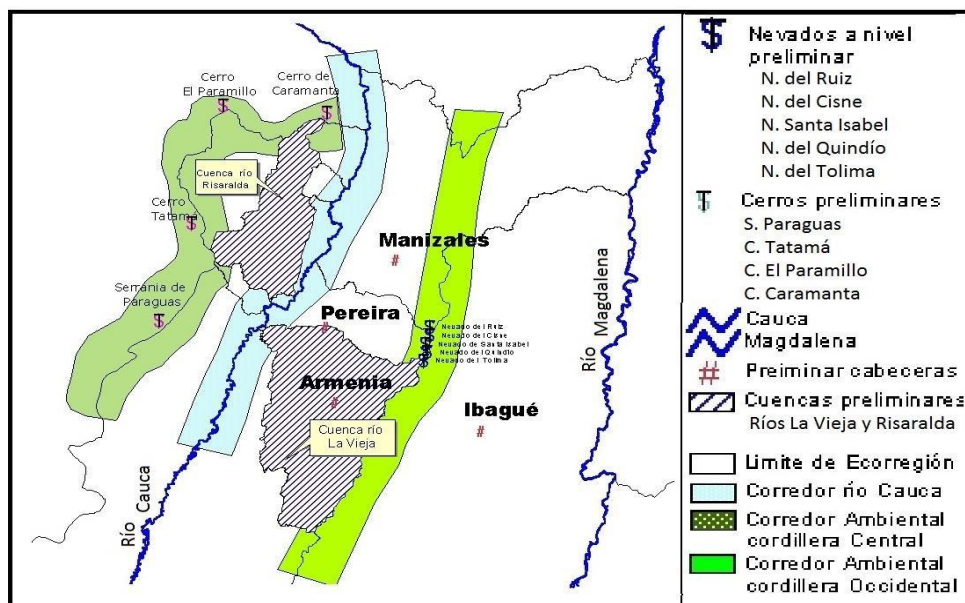 Cerro
El Paramillo
Cerro de
Caramanta
Cuenca río
Risaralda
Cerro
Tatamá
Serrania de
Paraguas
Manizales
#
Pereira
#
Nevado del Ruiz
Nevado del Cisne
Nevado de Santa Isabel
Nevado del Quindío
Nevado del Tolima
Armenia
#
Ibagué
#
Cuenca río
La Vieja
Río Cauca
Río Magdalena
Nevados a nivel
preliminar
N. del Ruiz
N. del Cisne
N. Santa Isabel
N. del Quindío
N. del Tolima
Cerros preliminares
S. Paraguas
C. Tatamá
C. El Paramillo
C. Caramanta
Cauca
Magdalena
# Preiminar cabeceras
Cuencas preliminares
Ríos La Vieja y Risaralda
Limite de Ecorregión
Corredor río Cauca
Corredor Ambiental
cordillera Central
Corredor Ambiental
cordillera Occidental